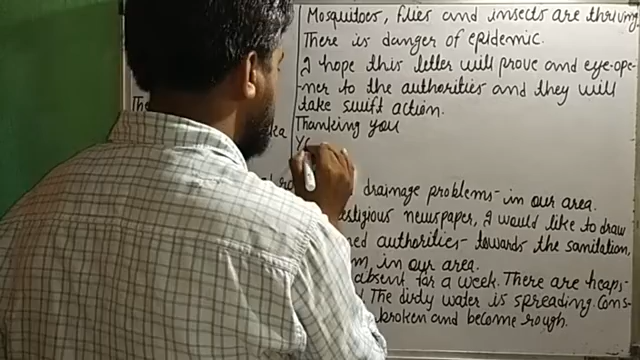 Mosquitoes, flies and insects are thriving
There is danger of epidemic.
I hope this letter will prove and eye-ope-
-ner to the authorities and they will
take swift action.
Thanking you
drainage problems- in our area.
newspaper, I would like to draw
authorities- towards the sanitation,
in our area.
absent for a week. There are heaps-
The dirty water is spreading. Cons-
broken and become rough.